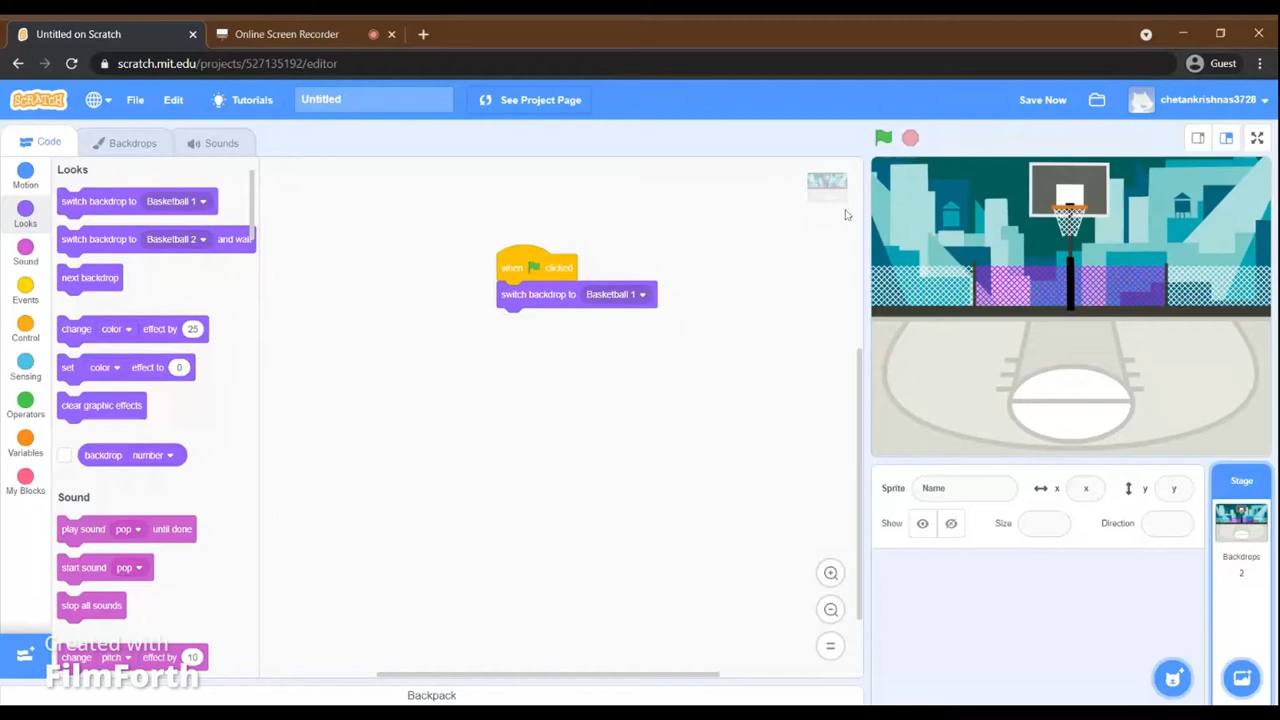 Untitled on Scratch
Online Screen Recorder
scratch.mit.edu/projects/527135192/editor
Guest
SCRATCH
File
Edit
Tutorials
Untitled
See Project Page
Save Now
chetankrishnas3728
Code
Backdrops
Sounds
Motion
Looks
Sound
Events
Control
Sensing
Operators
Variables
My Blocks
Looks
switch backdrop to Basketball 1
switch backdrop to Basketball 2 and wait
next backdrop
change color effect by 25
set color effect to 0
clear graphic effects
backdrop number
Sound
play sound pop until done
start sound pop
stop all sounds
change pitch effect by 10
when clicked
switch backdrop to Basketball 1
Sprite Name x x y y
Show Size Direction
Stage
Backdrops
2
Backpack
Created with
FilmForth